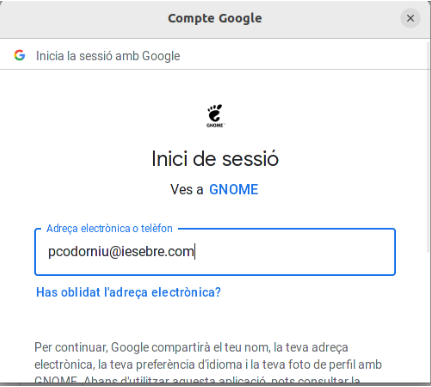 Compte Google
Inicia la sessió amb Google
GNOME
Inici de sessió
Ves a GNOME
Adreça electrònica o telèfon
pcodorniu@iesebre.com
Has oblidat l'adreça electrònica?
Per continuar, Google compartirà el teu nom, la teva adreça
electrònica, la teva preferència d'idioma i la teva foto de perfil amb
GNOME. Abans d'utilitzar aquesta aplicació, pots consultar la